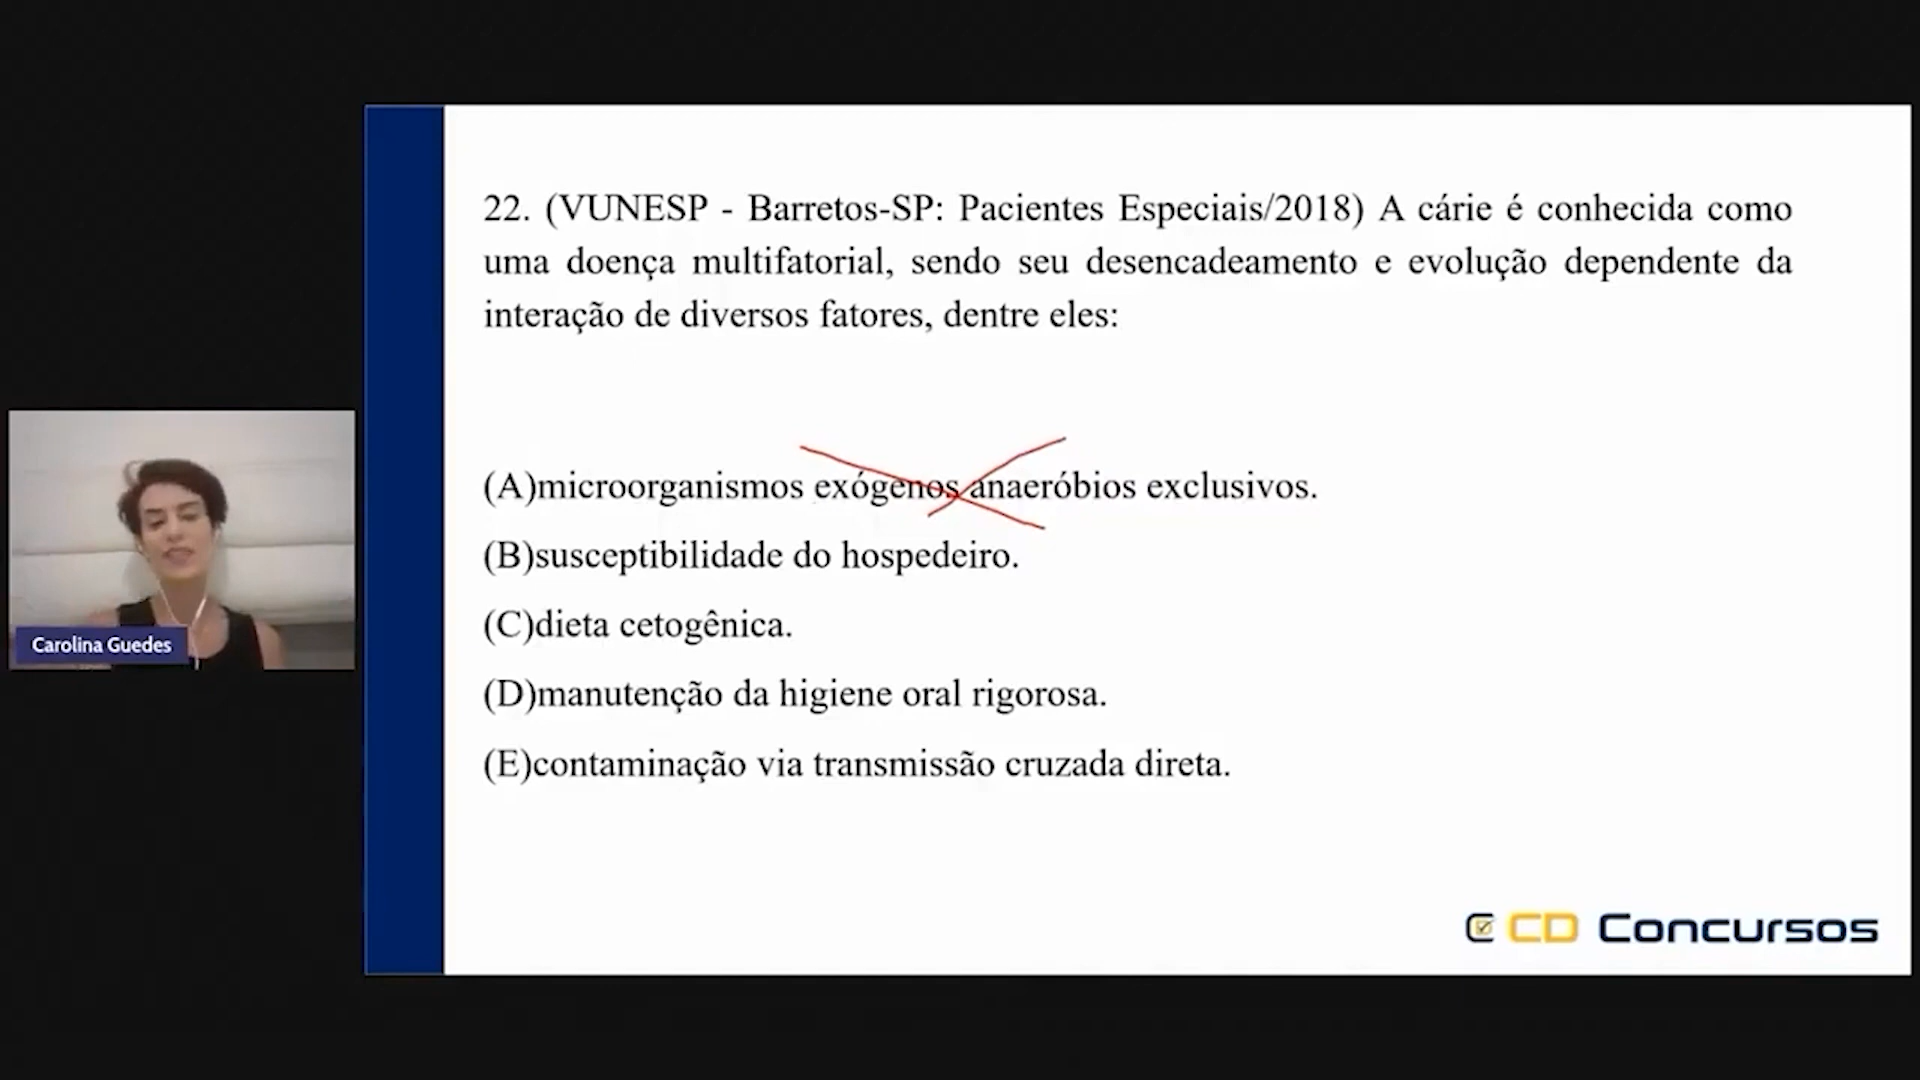 22. (VUNESP - Barretos-SP: Pacientes Especiais/2018) A cárie é conhecida como
uma doença multifatorial, sendo seu desencadeamento e evolução dependente da
interação de diversos fatores, dentre eles:
(A)microorganismos exógenos anaeróbios exclusivos.
(B)susceptibilidade do hospedeiro.
(C)dieta cetogênica.
(D)manutenção da higiene oral rigorosa.
(E)contaminação via transmissão cruzada direta.
Carolina Guedes
CD Concursos